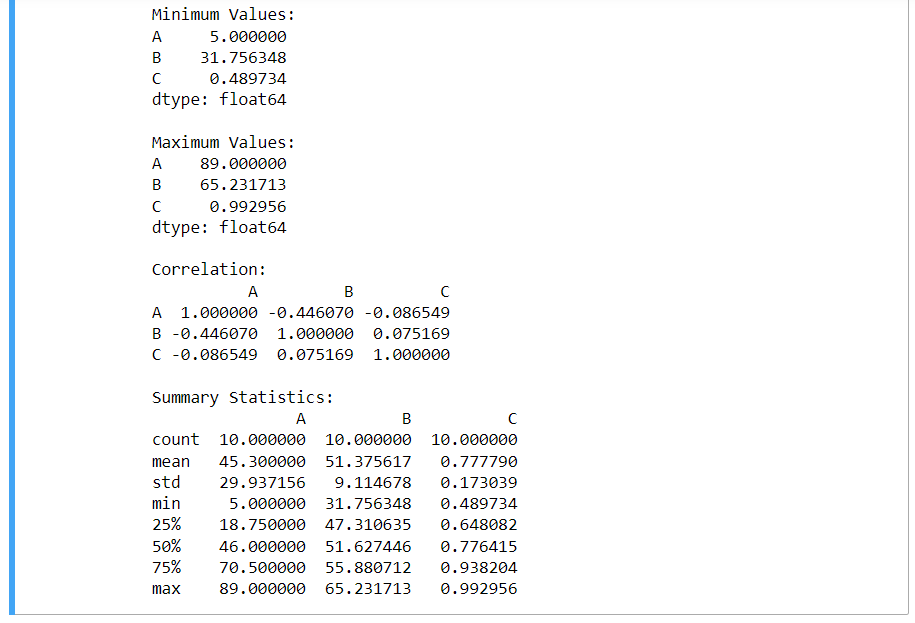 Minimum Values:
A     5.000000
B    31.756348
C     0.489734
dtype: float64
Maximum Values:
A    89.000000
B    65.231713
C     0.992956
dtype: float64
Correlation:
          A         B         C
A  1.000000 -0.446070 -0.086549
B -0.446070  1.000000  0.075169
C -0.086549  0.075169  1.000000
Summary Statistics:
               A          B          C
count  10.000000  10.000000  10.000000
mean   45.300000  51.375617   0.777790
std    29.937156   9.114678   0.173039
min     5.000000  31.756348   0.489734
25%    18.750000  47.310635   0.648082
50%    46.000000  51.627446   0.776415
75%    70.500000  55.880712   0.938204
max    89.000000  65.231713   0.992956